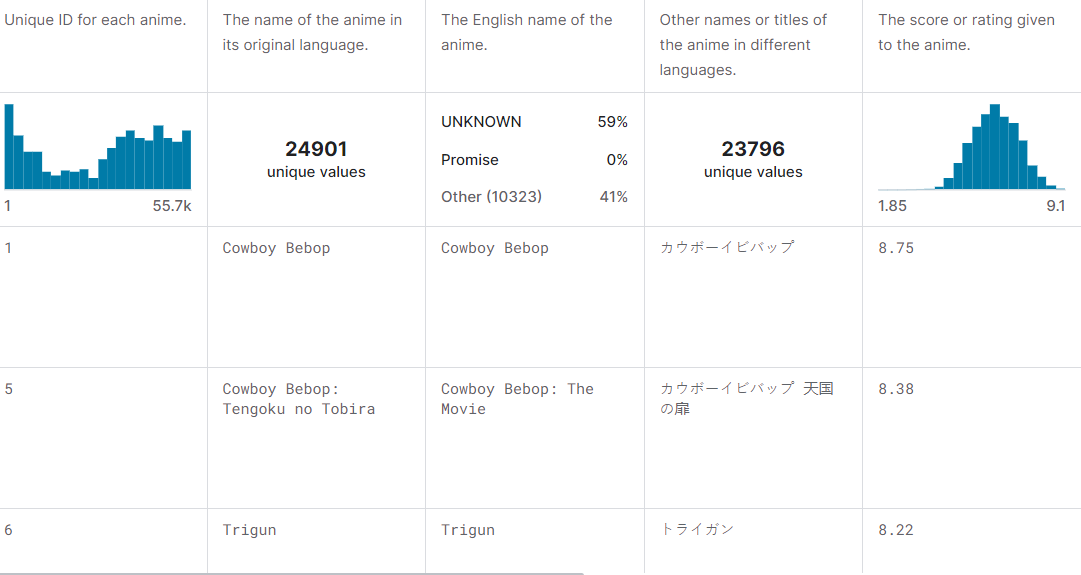 Unique ID for each anime.
The name of the anime in
its original language.
The English name of the
anime.
Other names or titles of
the anime in different
languages.
The score or rating given
to the anime.
1 55.7k
24901
unique values
UNKNOWN 59%
Promise 0%
Other (10323) 41%
23796
unique values
1.85 9.1
1
Cowboy Bebop
Cowboy Bebop
カウボーイビバップ
8.75
5
Cowboy Bebop:
Tengoku no Tobira
Cowboy Bebop: The
Movie
カウボーイビバップ 天国
の扉
8.38
6
Trigun
Trigun
トライガン
8.22